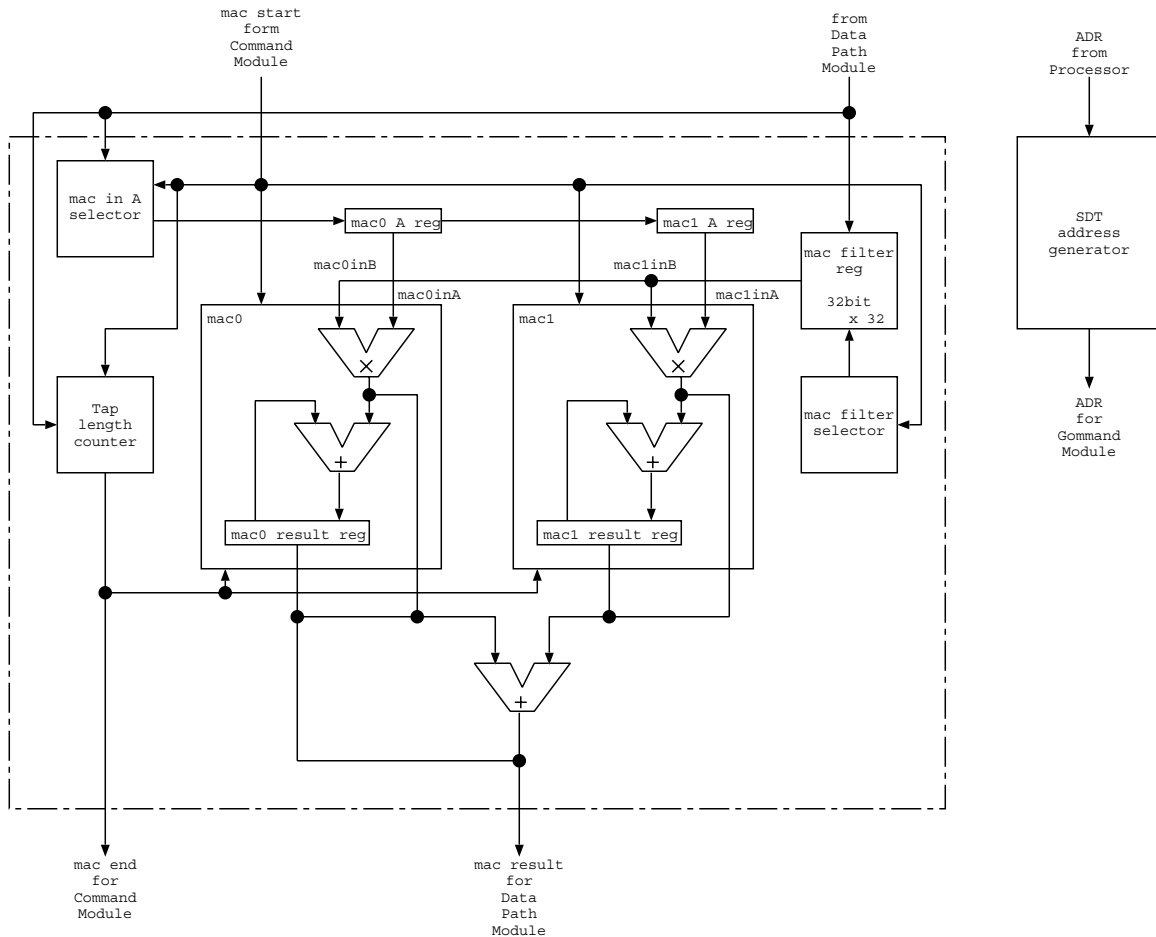 mac start
form
Command
Module
from
Data
Path
Module
ADR
from
Processor
mac in A
selector
mac0 A reg
mac1 A reg
SDT
address
generator
mac filter
reg
32bit
x 32
mac0inB
mac1inB
mac0inA
mac1inA
mac0
mac1
×
×
Tap
length
counter
mac filter
selector
ADR
for
Gommand
Module
+
+
mac0 result reg
mac1 result reg
+
mac end
for
Command
Module
mac result
for
Data
Path
Module